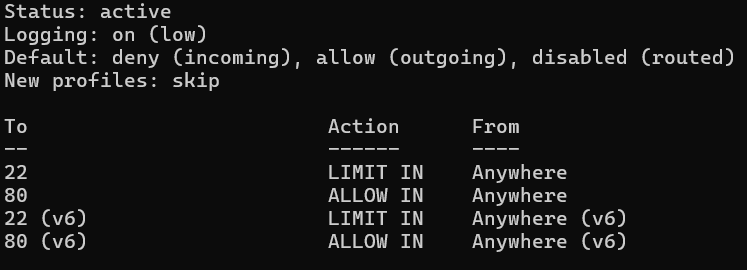 Status: active
Logging: on (low)
Default: deny (incoming), allow (outgoing), disabled (routed)
New profiles: skip

To                         Action      From
--                         ------      ----
22                         LIMIT IN    Anywhere
80                         ALLOW IN    Anywhere
22 (v6)                    LIMIT IN    Anywhere (v6)
80 (v6)                    ALLOW IN    Anywhere (v6)